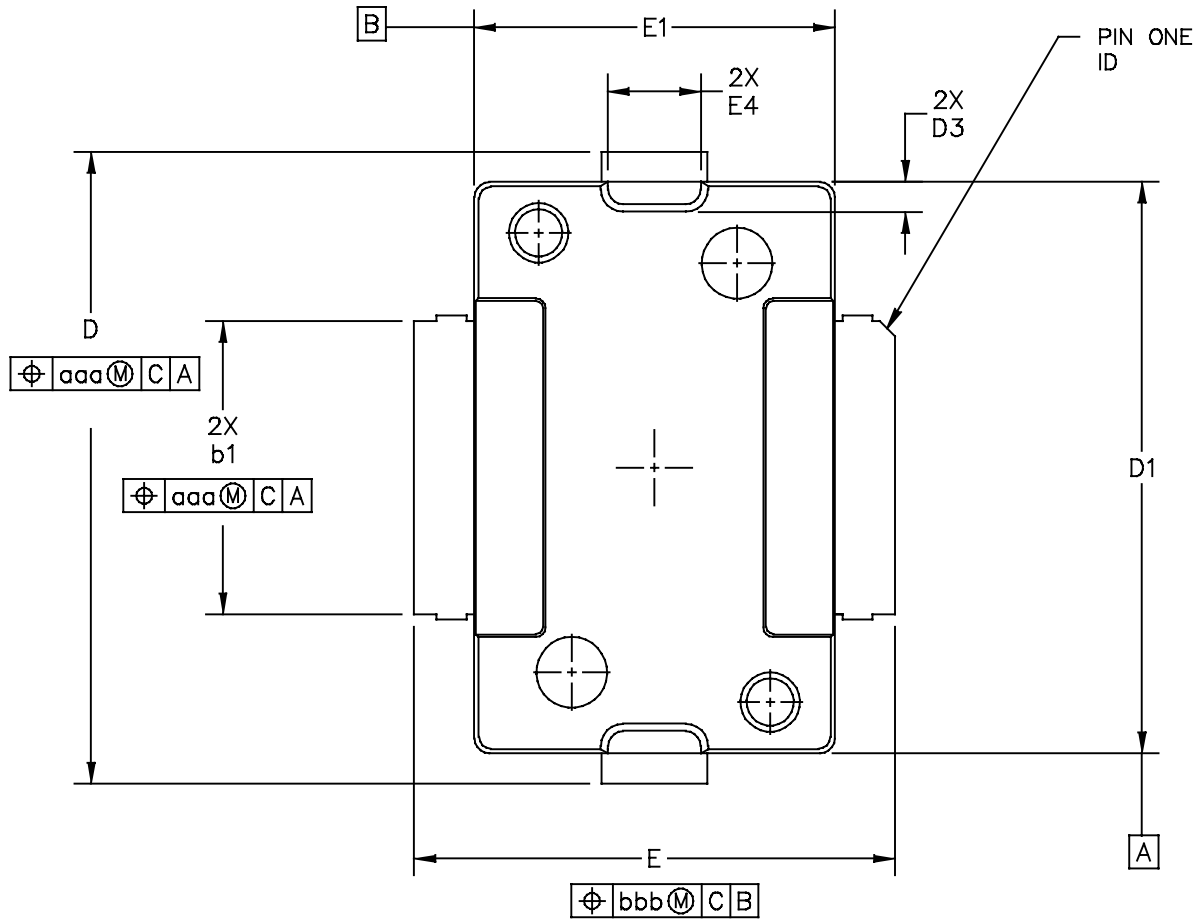 B
E1
PIN ONE
ID
2X
E4
2X
D3
D
⌖ aaa Ⓜ C A
2X
b1
⌖ aaa Ⓜ C A
D1
E
A
⌖ bbb Ⓜ C B